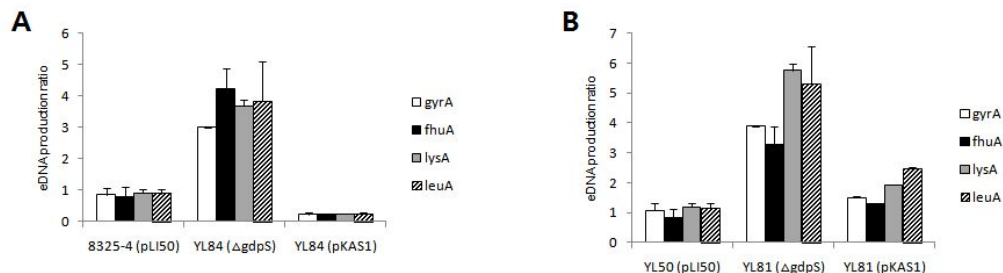 A
eDNA production ratio
6
5
4
3
2
1
0
8325-4 (pLI50) YL84 (△gdpS) YL84 (pKAS1)
gyrA
fhuA
lysA
leuA
B
eDNA production ratio
7
6
5
4
3
2
1
0
YL50 (pLI50) YL81 (△gdpS) YL81 (pKAS1)
gyrA
fhuA
lysA
leuA